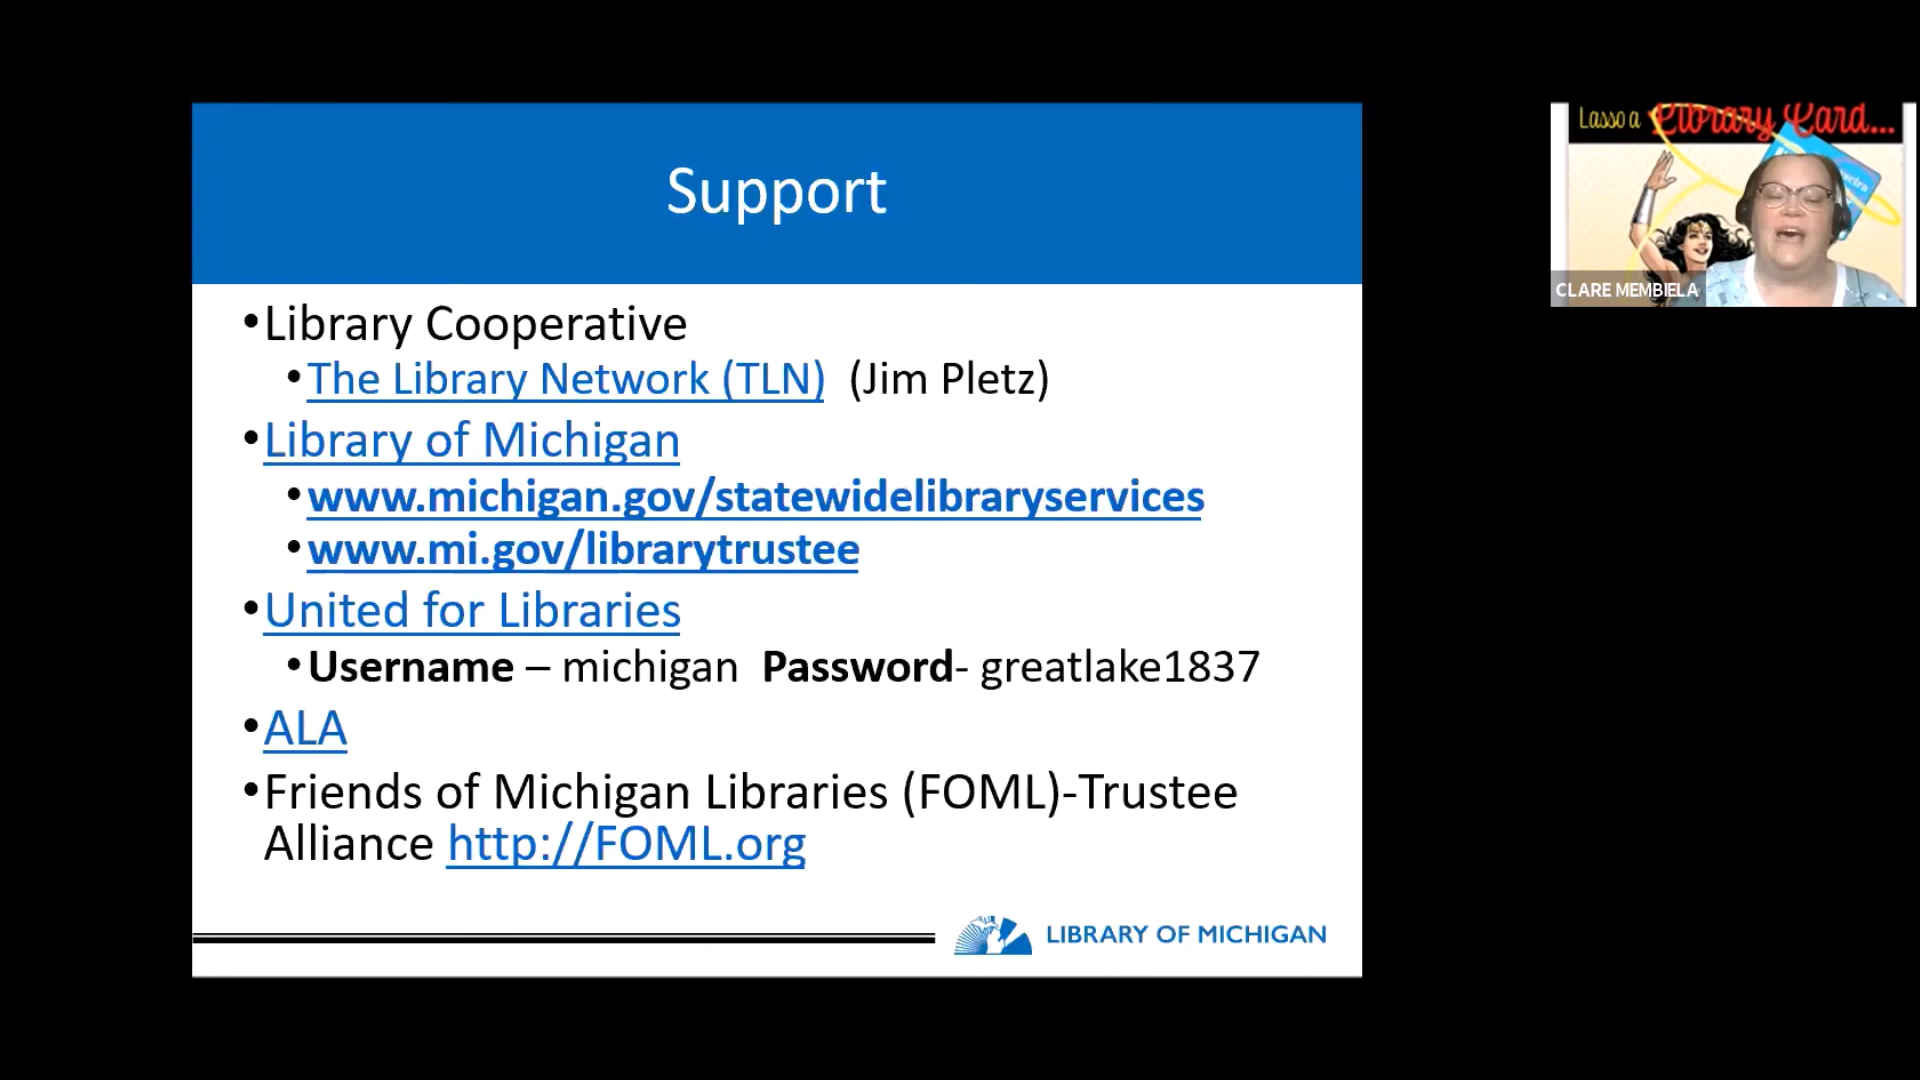 Support
•Library Cooperative
•The Library Network (TLN) (Jim Pletz)
•Library of Michigan
•www.michigan.gov/statewidelibraryservices
•www.mi.gov/librarytrustee
•United for Libraries
•Username – michigan Password- greatlake1837
•ALA
•Friends of Michigan Libraries (FOML)-Trustee
Alliance http://FOML.org
LIBRARY OF MICHIGAN
Lasso a Library Card...
CLARE MEMBIELA